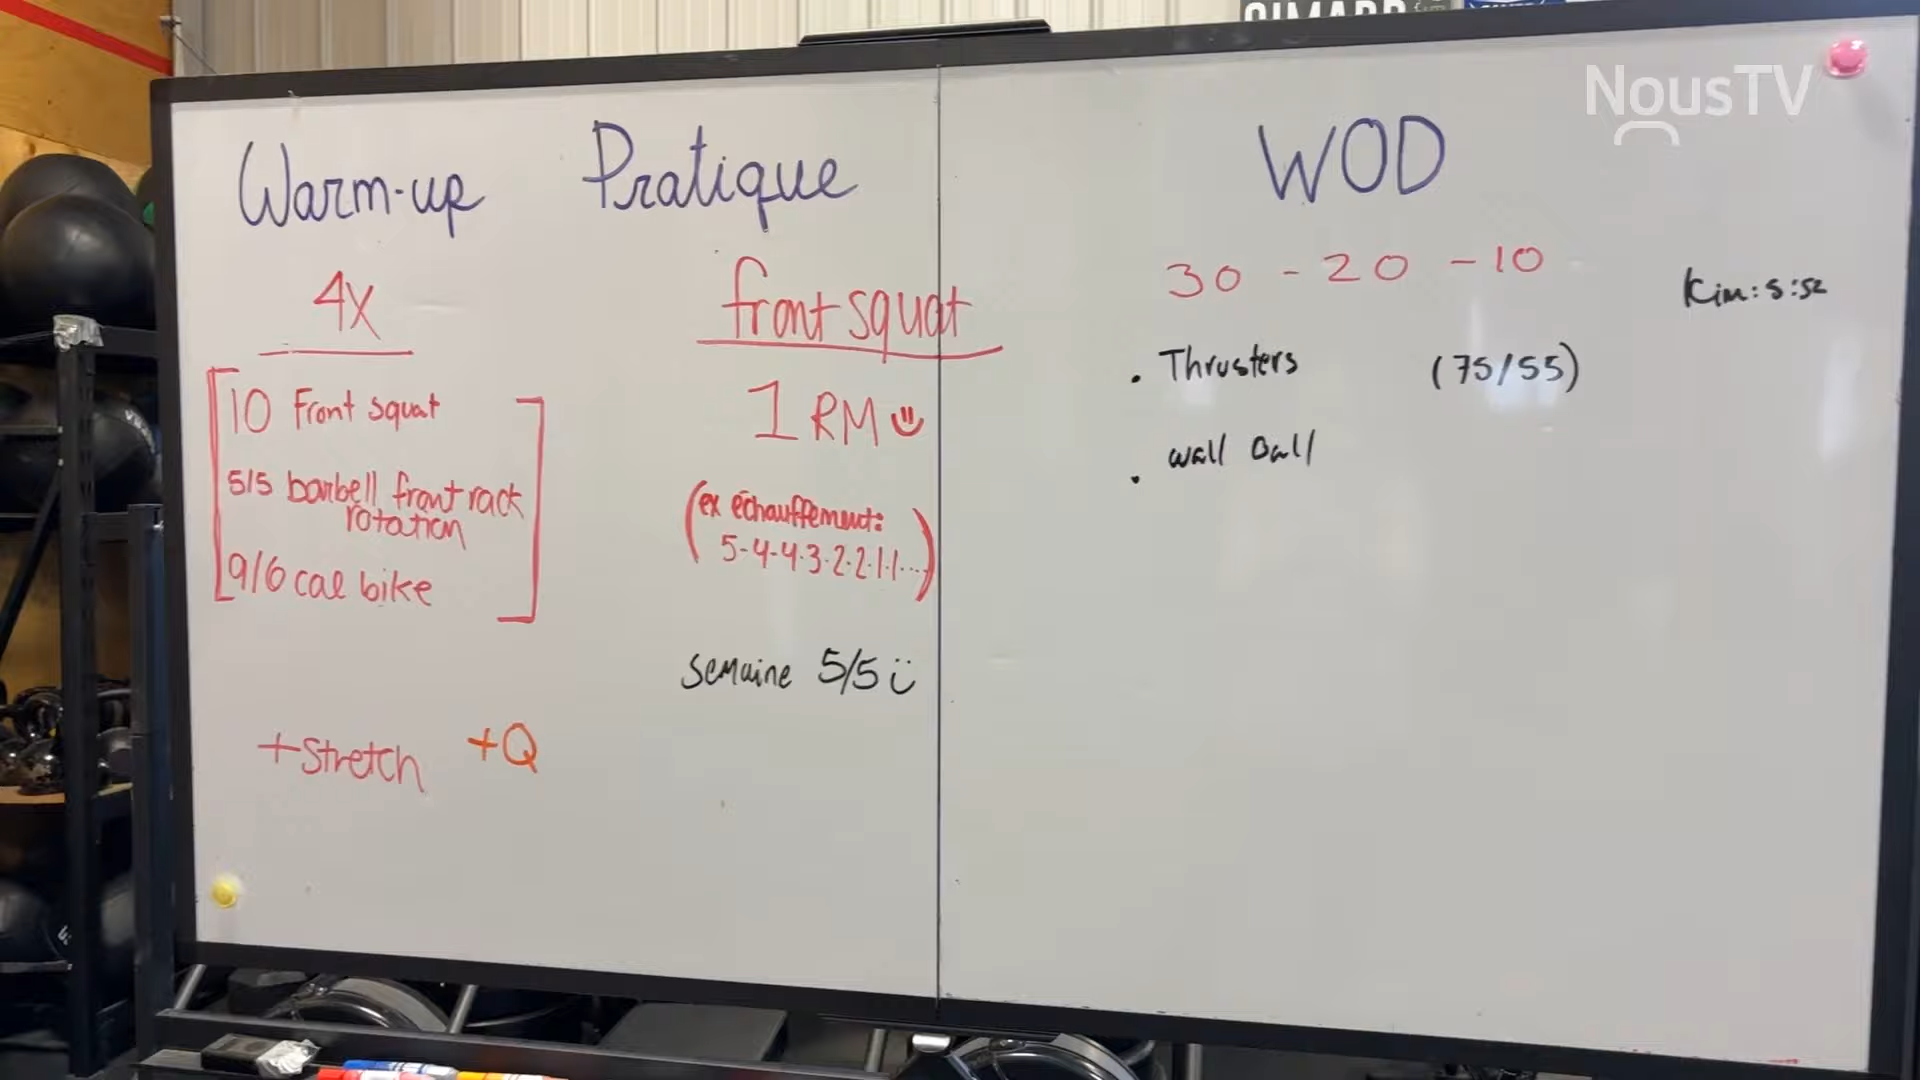 NousTV
Warm-up
4x
10 Front squat
5/5 barbell front rack
rotation
9/6 cal bike
+Stretch +Q
Pratique
front squat
1 RM
(ex échauffement:
5-4-4-3-2-2-1-1....)
semaine 5/5
WOD
30 - 20 - 10
• Thrusters (75/55)
• wall Ball
Kim: 5:52